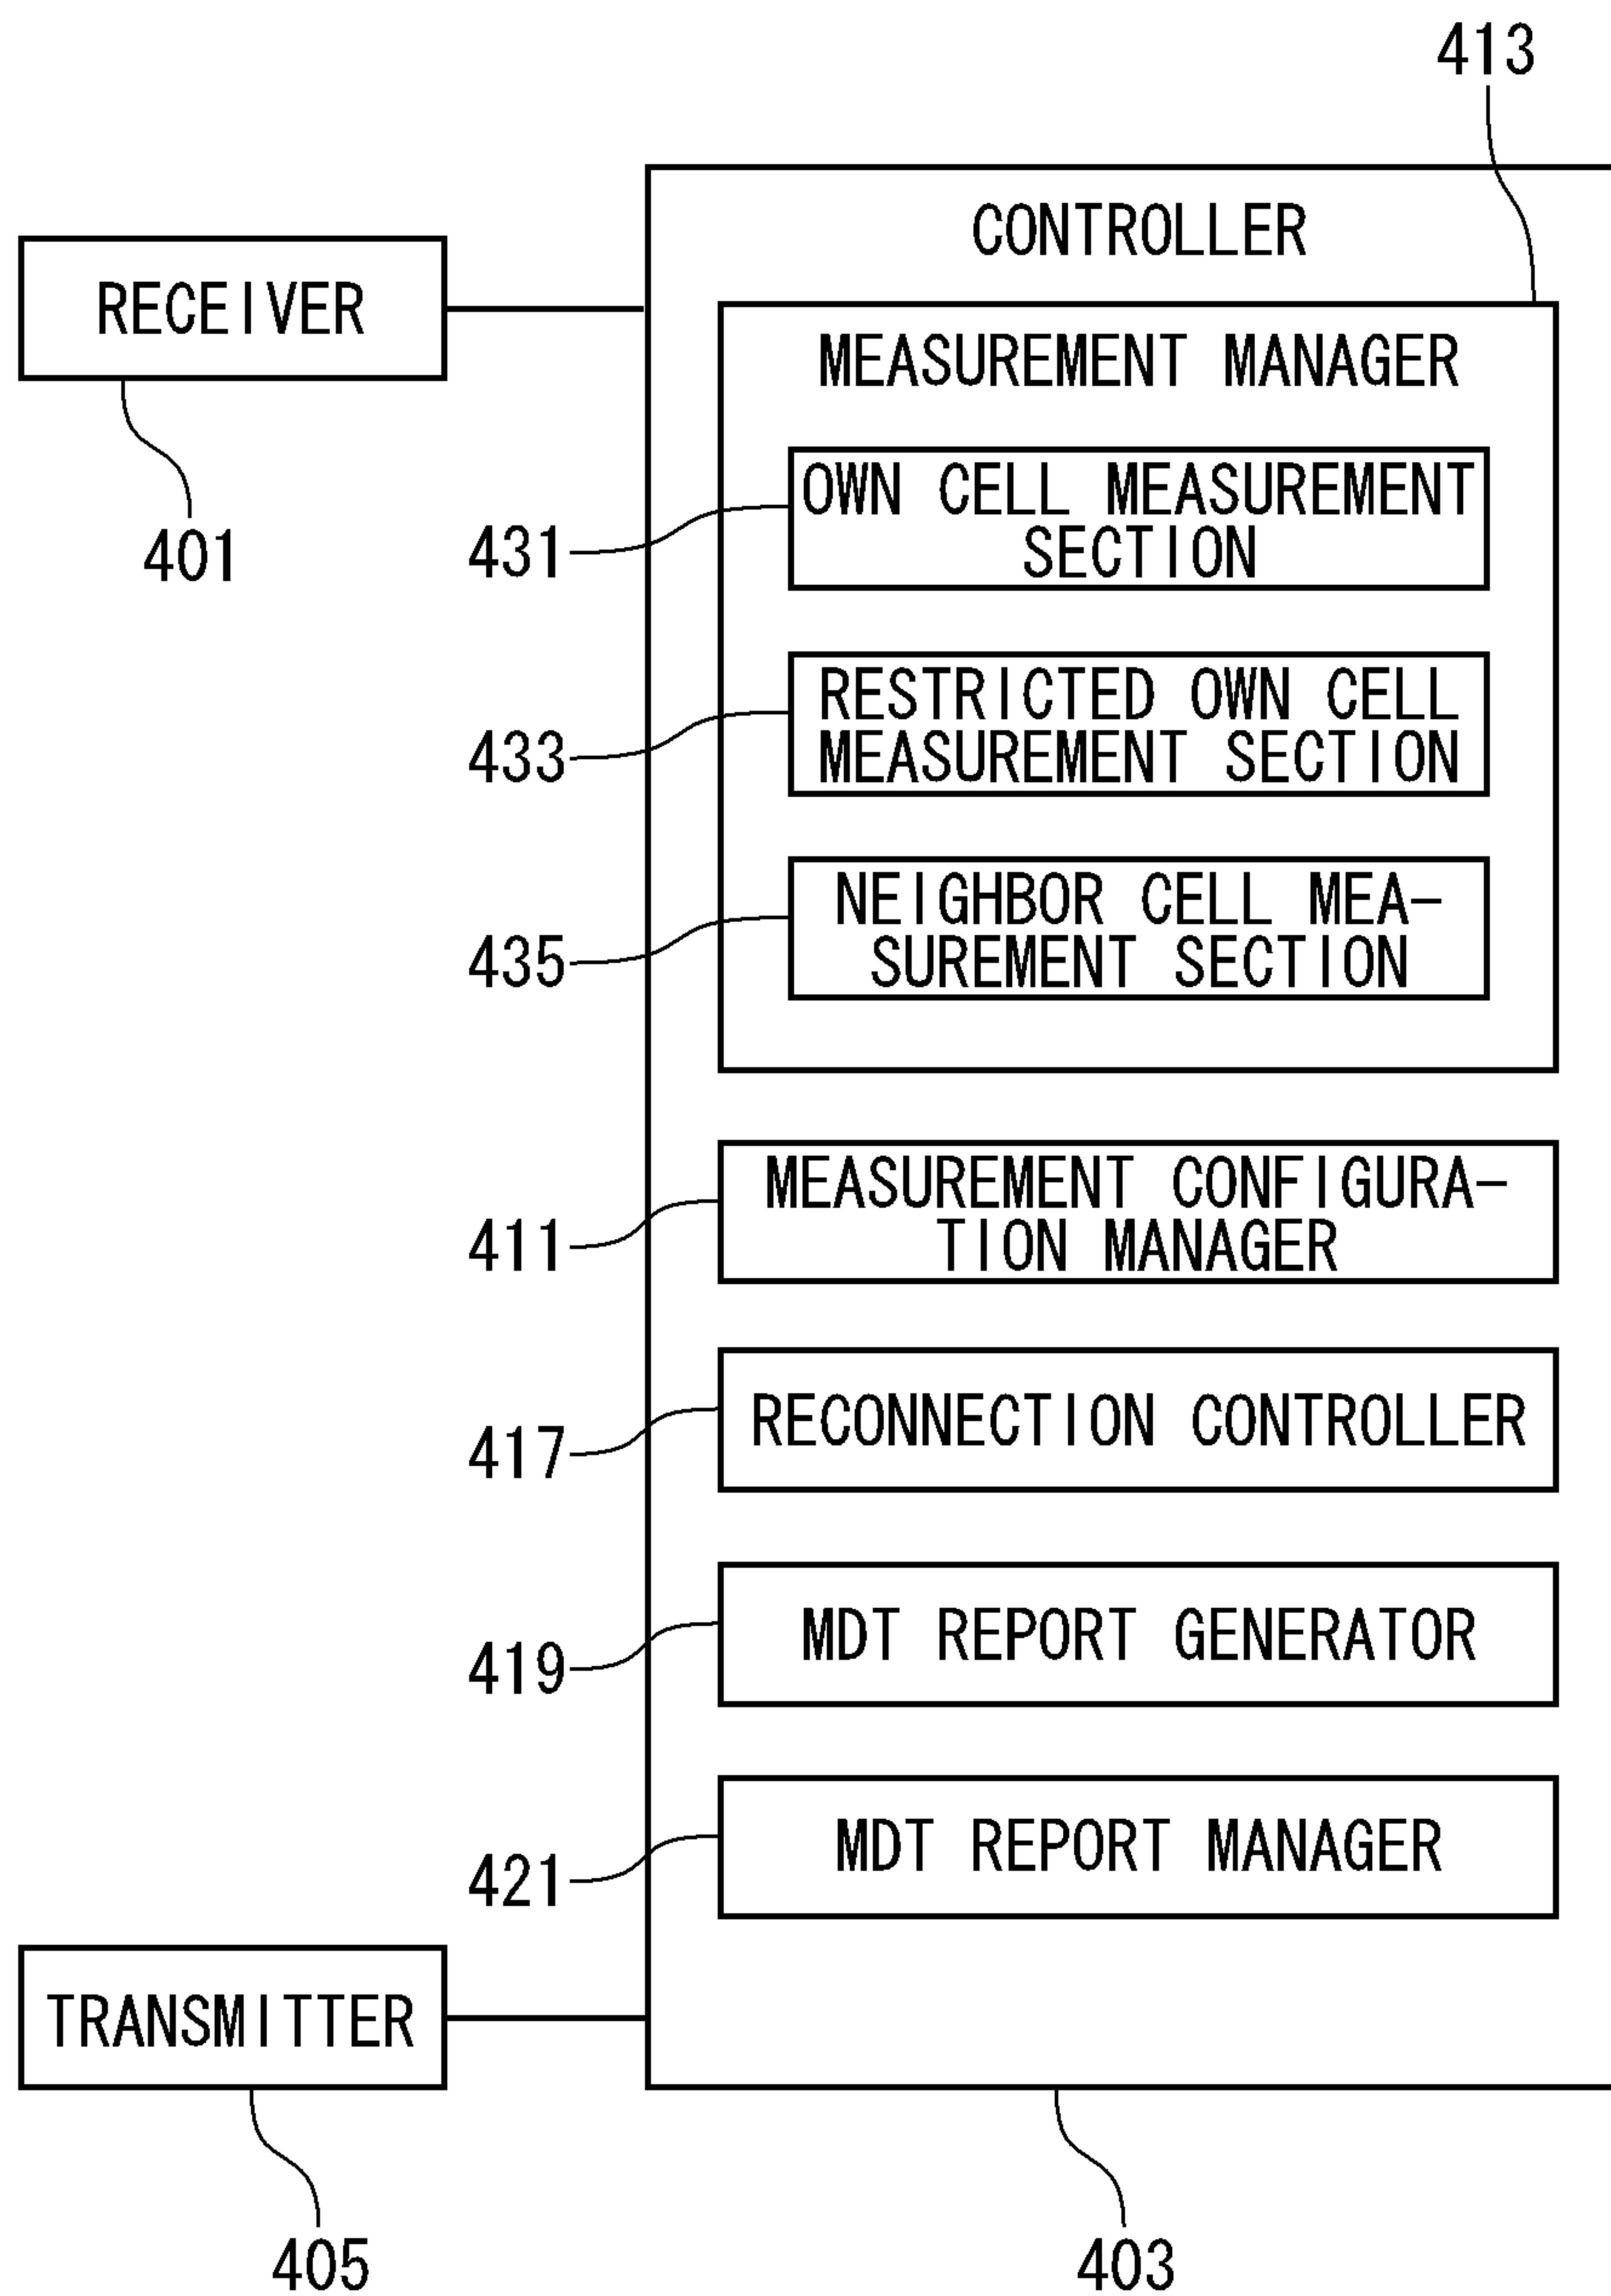 413
CONTROLLER
RECEIVER
MEASUREMENT MANAGER
OWN CELL MEASUREMENT
SECTION
431
401
RESTRICTED OWN CELL
MEASUREMENT SECTION
433
NEIGHBOR CELL MEA-
SUREMENT SECTION
435
MEASUREMENT CONFIGURA-
TION MANAGER
411
RECONNECTION CONTROLLER
417
MDT REPORT GENERATOR
419
MDT REPORT MANAGER
421
TRANSMITTER
405
403